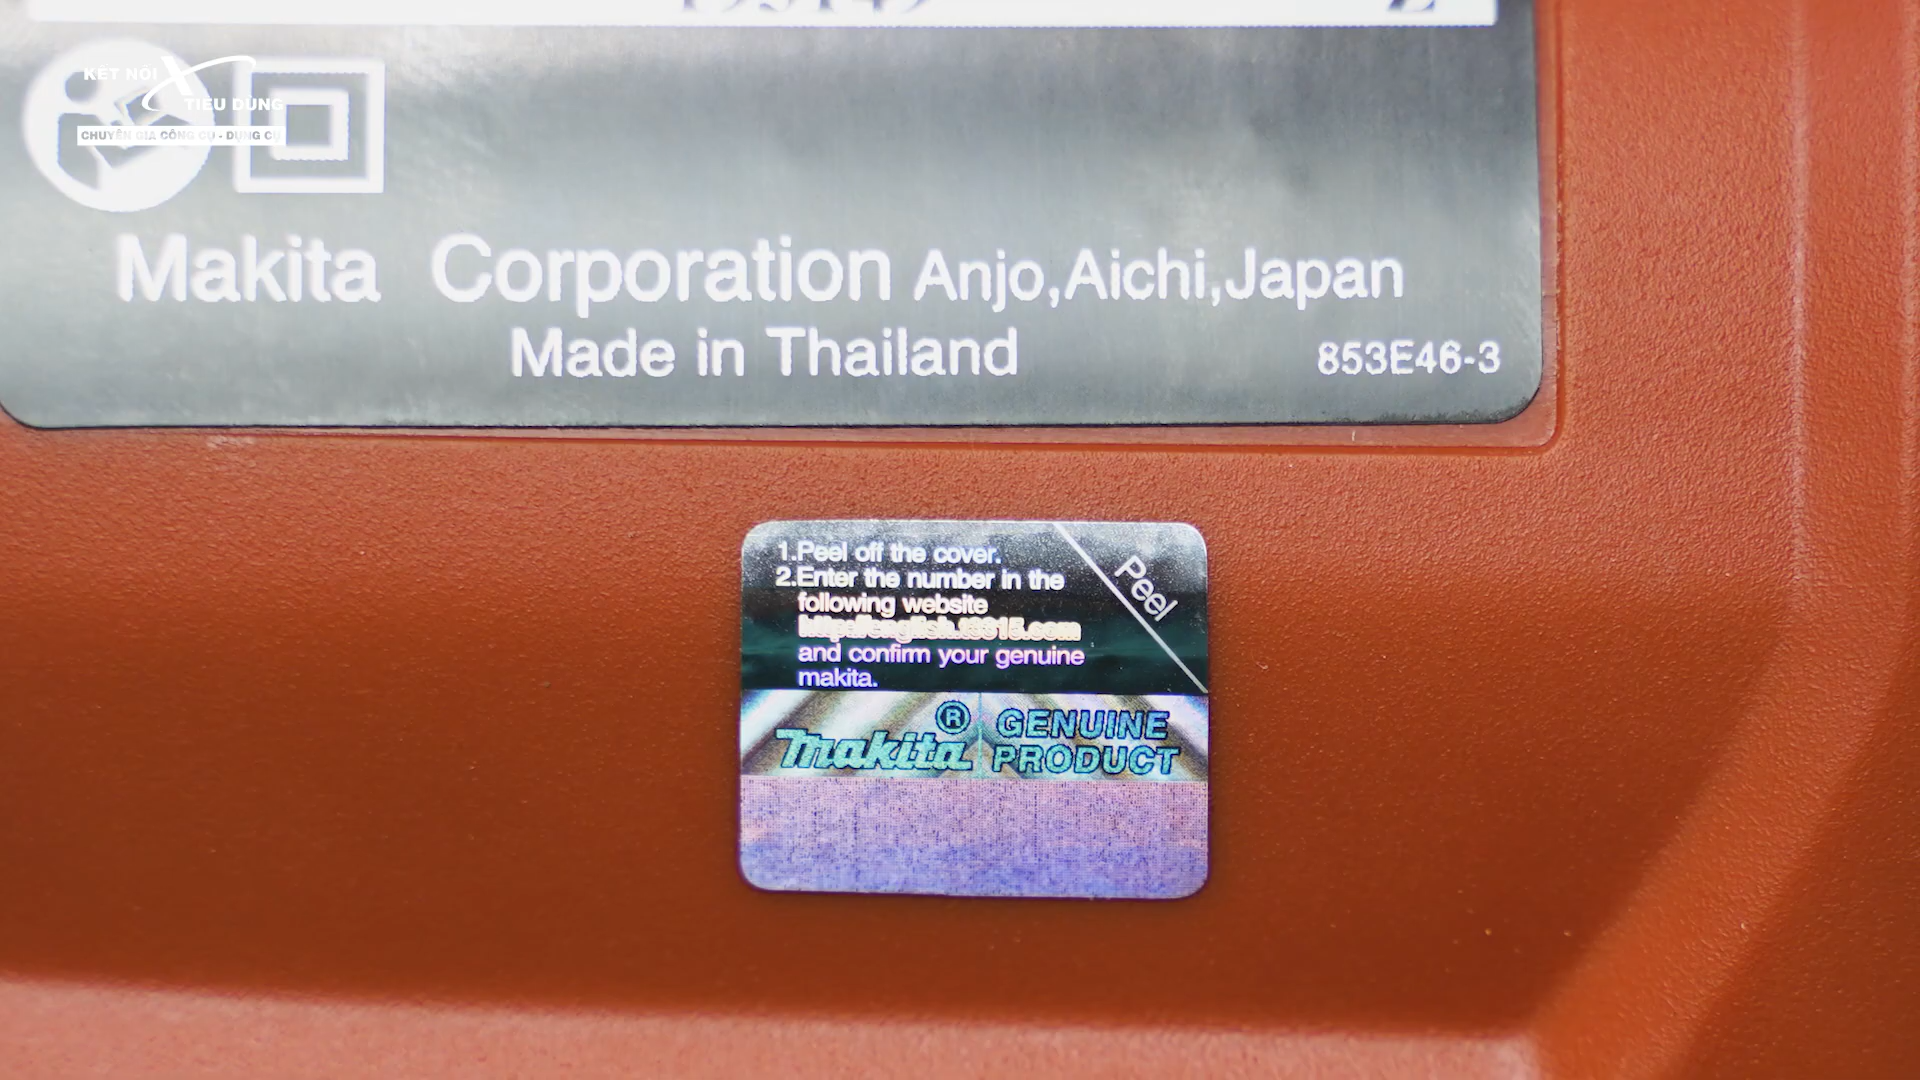 KẾT NỐI
TIÊU DÙNG
CHUYÊN GIA CÔNG CỤ - DỤNG CỤ
Makita Corporation Anjo,Aichi,Japan
Made in Thailand
853E46-3
1.Peel off the cover.
2.Enter the number in the
following website
and confirm your genuine
makita.
Peel
makita ® GENUINE
PRODUCT